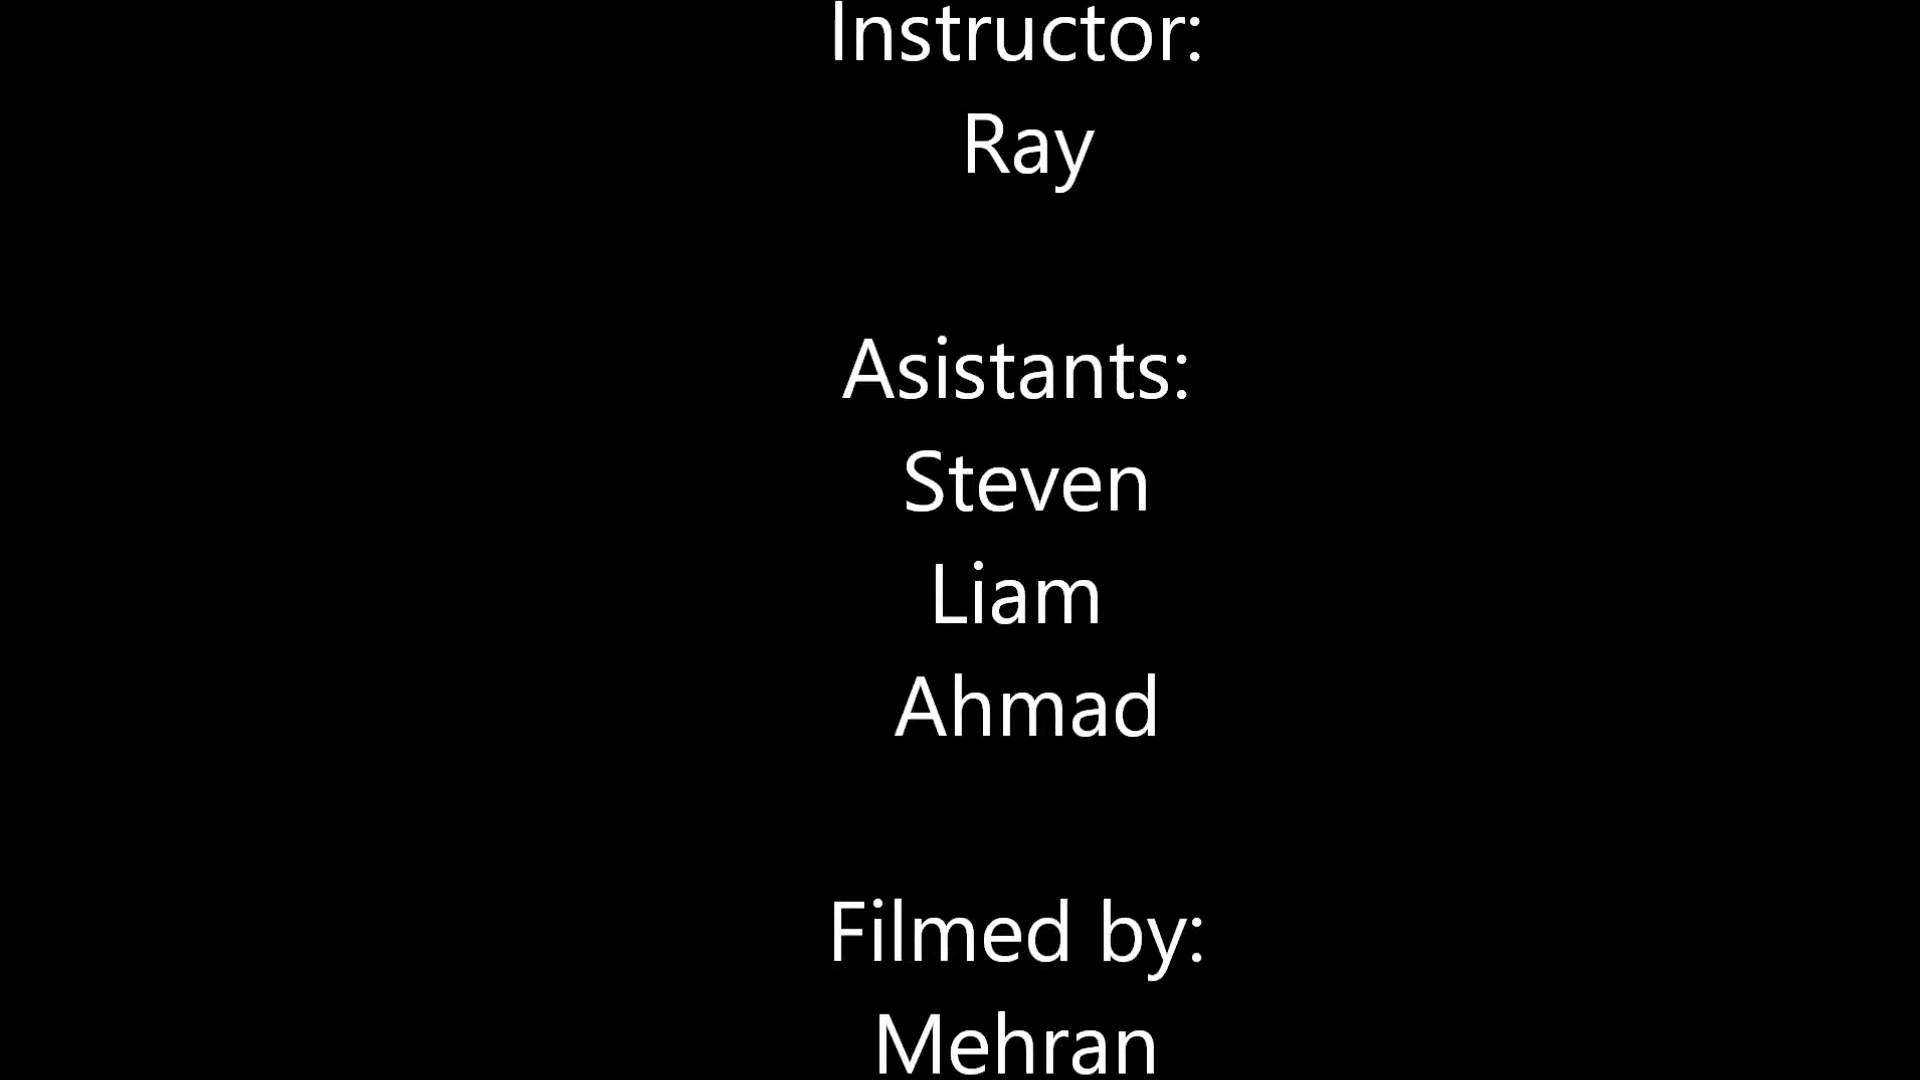 Instructor:
Ray
Asistants:
Steven
Liam
Ahmad
Filmed by:
Mehran